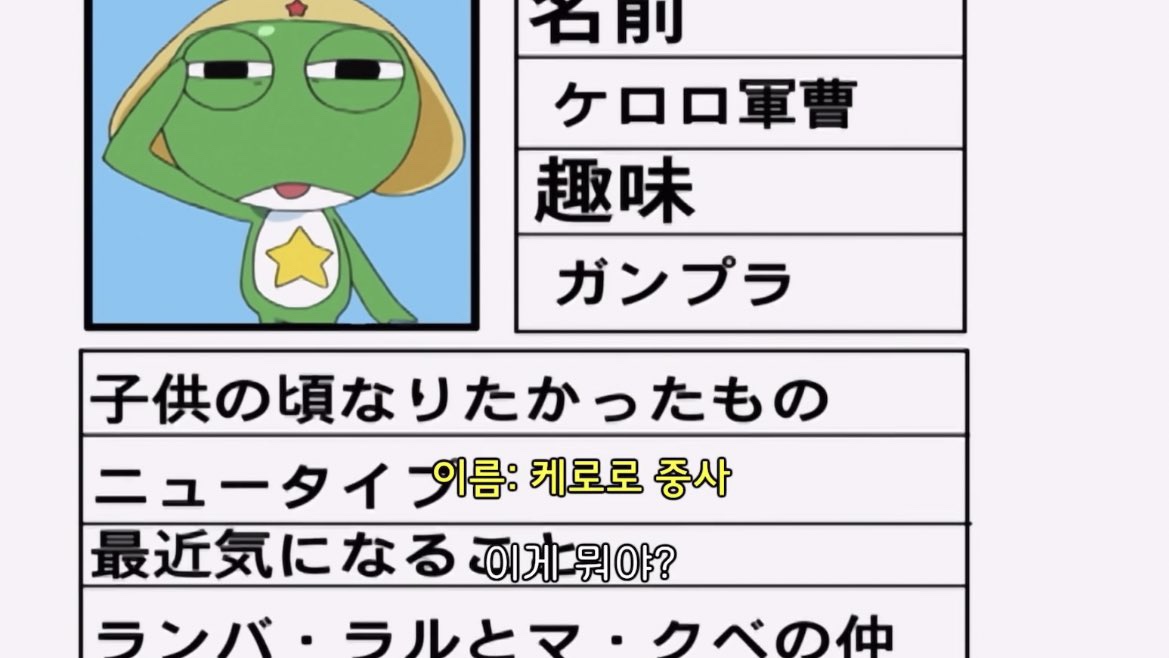 名前
ケロロ軍曹
趣味
ガンプラ
子供の頃なりたかったもの
ニュータイプ
이름: 케로로 중사
最近気になること
이게 뭐야?
ランバ・ラルとマ・クベの仲